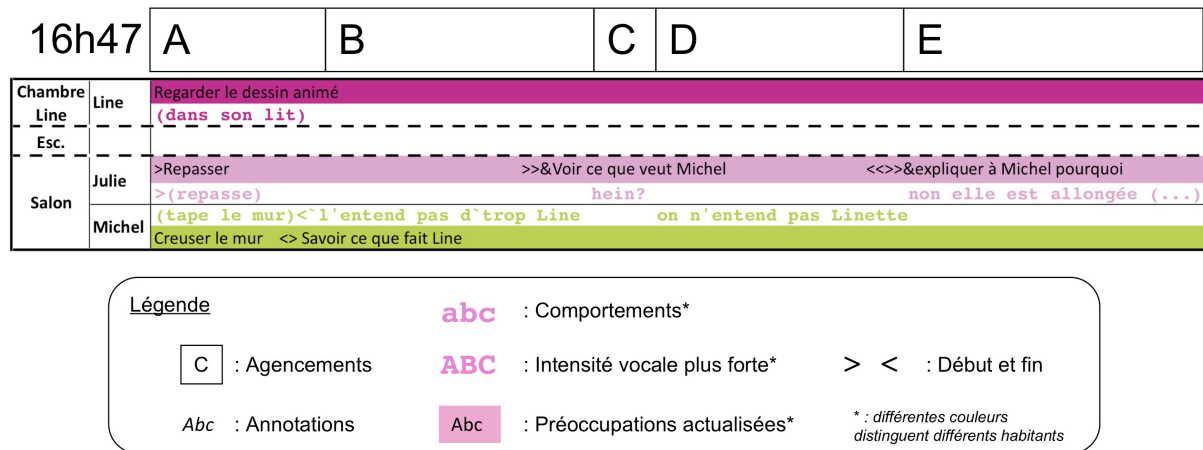 16h47 A B C D E
Chambre Line
Line
Regarder le dessin animé
(dans son lit)
Esc.
Salon
Julie
>Repasser >>&Voir ce que veut Michel <<>>&expliquer à Michel pourquoi
>(repasse) hein? non elle est allongée (...)
Michel
(tape le mur)<`l'entend pas d`trop Line on n'entend pas Linette
Creuser le mur <> Savoir ce que fait Line
Légende
abc : Comportements*
C : Agencements
ABC : Intensité vocale plus forte*
> < : Début et fin
Abc : Annotations
Abc : Préoccupations actualisées*
* : différentes couleurs
distinguent différents habitants